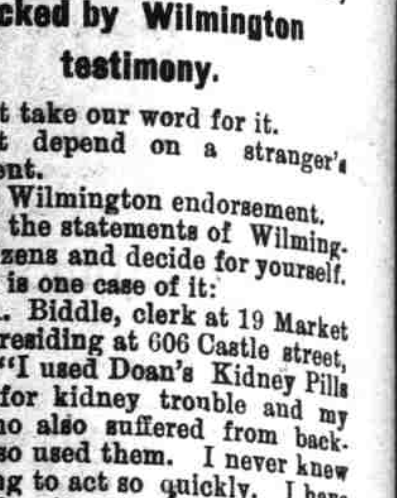 cked by Wilmington
testimony.
t take our word for it.
t depend on a stranger's
ent.
Wilmington endorsement.
the statements of Wilming-
zens and decide for yourself.
is one case of it:
. Biddle, clerk at 19 Market
residing at 606 Castle street,
"I used Doan's Kidney Pills
for kidney trouble and my
ho also suffered from back-
so used them. I never knew
ng to act so quickly. I